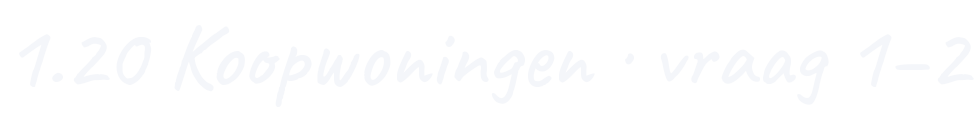 1.20 Koopwoningen · vraag 1–2